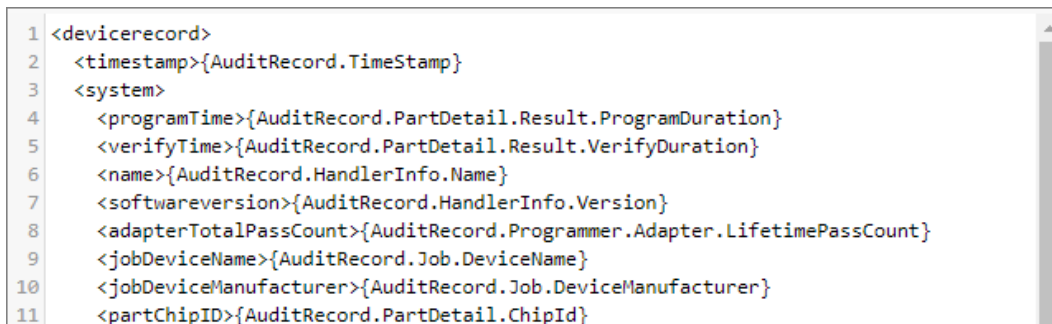 1 <devicerecord>
2 <timestamp>{AuditRecord.TimeStamp}
3 <system>
4 <programTime>{AuditRecord.PartDetail.Result.ProgramDuration}
5 <verifyTime>{AuditRecord.PartDetail.Result.VerifyDuration}
6 <name>{AuditRecord.HandlerInfo.Name}
7 <softwareversion>{AuditRecord.HandlerInfo.Version}
8 <adapterTotalPassCount>{AuditRecord.Programmer.Adapter.LifetimePassCount}
9 <jobDeviceName>{AuditRecord.Job.DeviceName}
10 <jobDeviceManufacturer>{AuditRecord.Job.DeviceManufacturer}
11 <partChipID>{AuditRecord.PartDetail.ChipId}